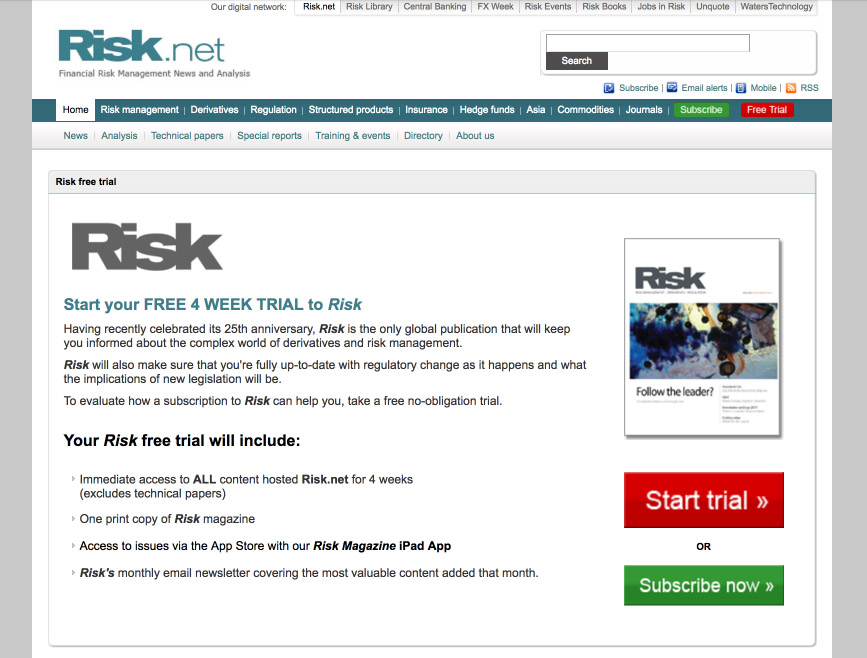 Our digital network:
Risk.net
Risk Library
Central Banking
FX Week
Risk Events
Risk Books
Jobs in Risk
Unquote
WatersTechnology
Risk.net
Financial Risk Management News and Analysis
Search
Subscribe | Email alerts | Mobile | RSS
Home
Risk management | Derivatives | Regulation | Structured products | Insurance | Hedge funds | Asia | Commodities | Journals |
Subscribe
Free Trial
News | Analysis | Technical papers | Special reports | Training & events | Directory | About us
Risk free trial
Risk
Start your FREE 4 WEEK TRIAL to Risk
Having recently celebrated its 25th anniversary, Risk is the only global publication that will keep
you informed about the complex world of derivatives and risk management.
Risk will also make sure that you're fully up-to-date with regulatory change as it happens and what
the implications of new legislation will be.
To evaluate how a subscription to Risk can help you, take a free no-obligation trial.
Your Risk free trial will include:
Immediate access to ALL content hosted Risk.net for 4 weeks
(excludes technical papers)
One print copy of Risk magazine
Access to issues via the App Store with our Risk Magazine iPad App
Risk's monthly email newsletter covering the most valuable content added that month.
Risk
Follow the leader?
Start trial »
OR
Subscribe now »